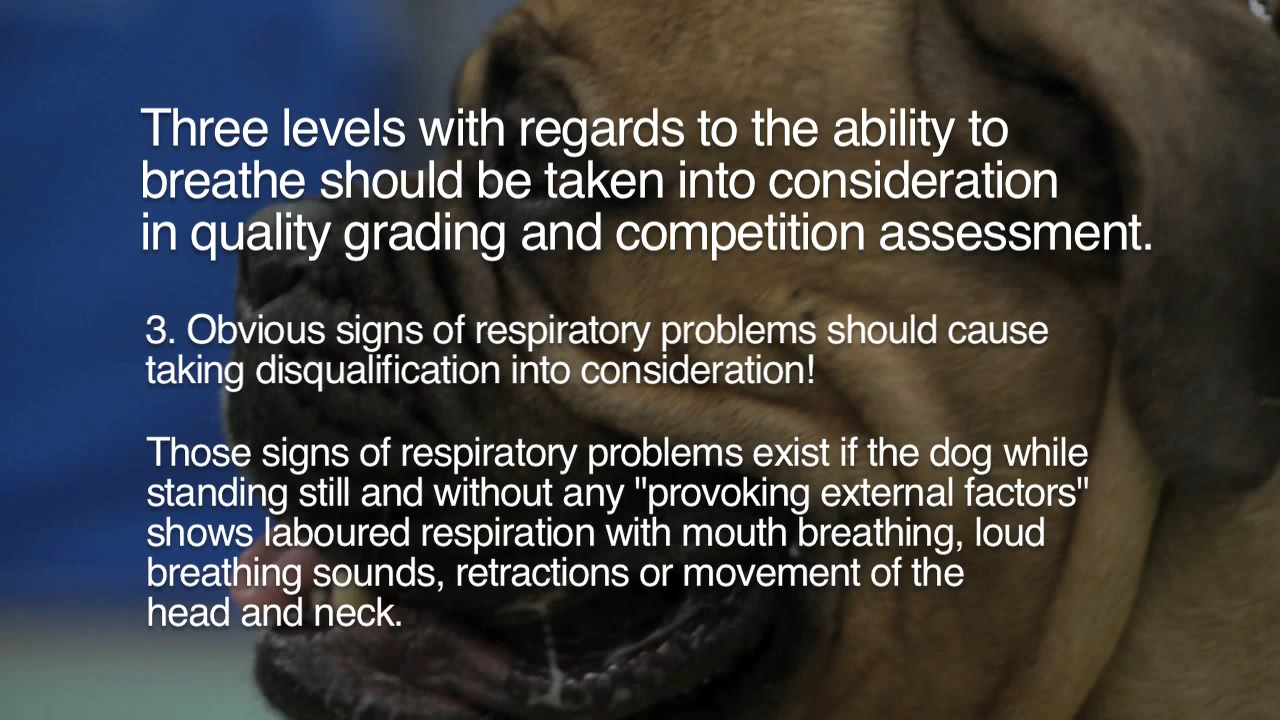 Three levels with regards to the ability to
breathe should be taken into consideration
in quality grading and competition assessment.
3. Obvious signs of respiratory problems should cause
taking disqualification into consideration!
Those signs of respiratory problems exist if the dog while
standing still and without any "provoking external factors"
shows laboured respiration with mouth breathing, loud
breathing sounds, retractions or movement of the
head and neck.